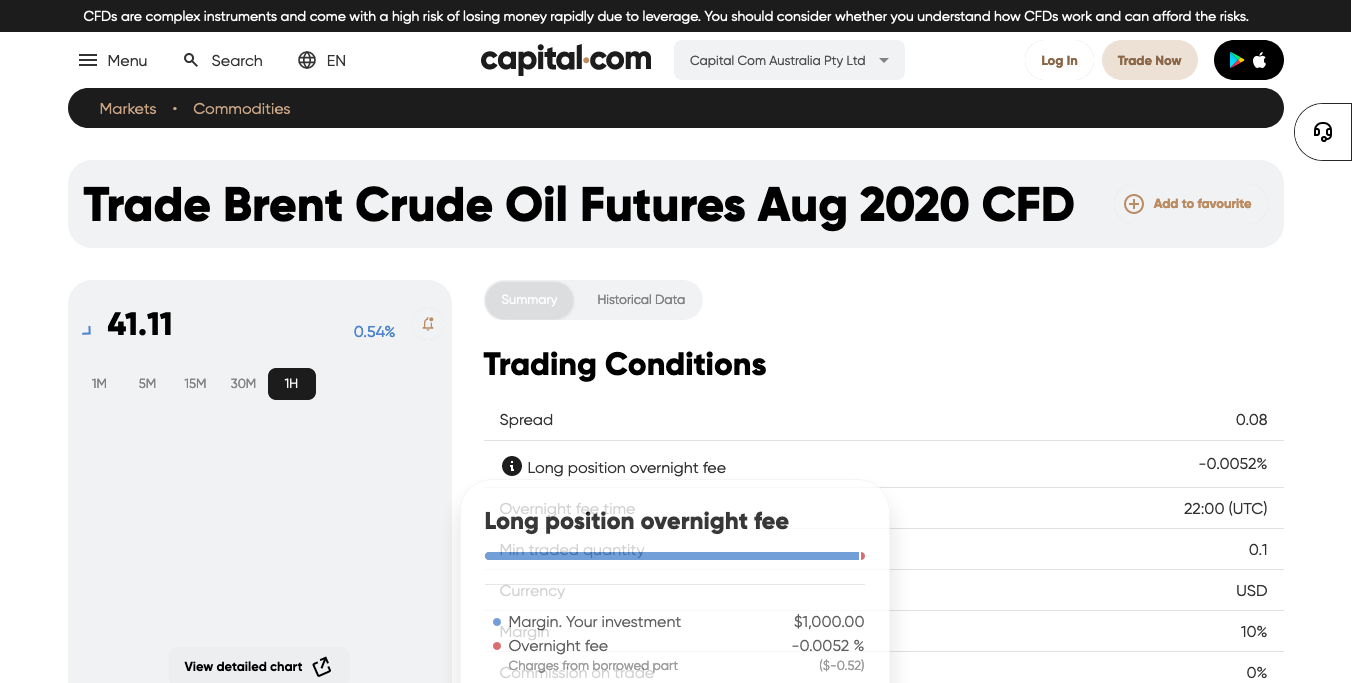 CFDs are complex instruments and come with a high risk of losing money rapidly due to leverage. You should consider whether you understand how CFDs work and can afford the risks.
Menu Search EN capital.com Capital Com Australia Pty Ltd Log In Trade Now
Markets • Commodities
Trade Brent Crude Oil Futures Aug 2020 CFD Add to favourite
41.11 0.54%
1M 5M 15M 30M 1H
View detailed chart
Summary Historical Data
Trading Conditions
Spread 0.08
Long position overnight fee -0.0052%
Overnight fee time 22:00 (UTC)
Long position overnight fee
Min traded quantity 0.1
Currency USD
Margin. Your investment $1,000.00
Margin 10%
Overnight fee -0.0052 %
Charges from borrowed part ($-0.52)
Commission on trade 0%